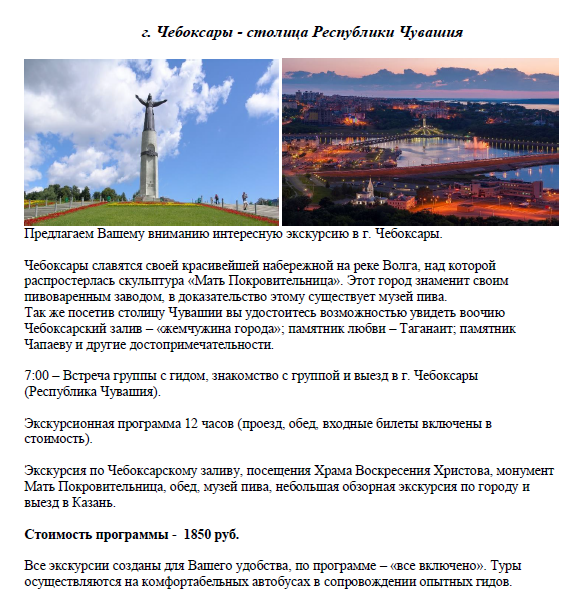 г. Чебоксары - столица Республики Чувашия
Предлагаем Вашему вниманию интересную экскурсию в г. Чебоксары.
Чебоксары славятся своей красивейшей набережной на реке Волга, над которой
распростерлась скульптура «Мать Покровительница». Этот город знаменит своим
пивоваренным заводом, в доказательство этому существует музей пива.
Так же посетив столицу Чувашии вы удостоитесь возможностью увидеть воочию
Чебоксарский залив – «жемчужина города»; памятник любви – Таганаит; памятник
Чапаеву и другие достопримечательности.
7:00 – Встреча группы с гидом, знакомство с группой и выезд в г. Чебоксары
(Республика Чувашия).
Экскурсионная программа 12 часов (проезд, обед, входные билеты включены в
стоимость).
Экскурсия по Чебоксарскому заливу, посещения Храма Воскресения Христова, монумент
Мать Покровительница, обед, музей пива, небольшая обзорная экскурсия по городу и
выезд в Казань.
Стоимость программы - 1850 руб.
Все экскурсии созданы для Вашего удобства, по программе – «все включено». Туры
осуществляются на комфортабельных автобусах в сопровождении опытных гидов.